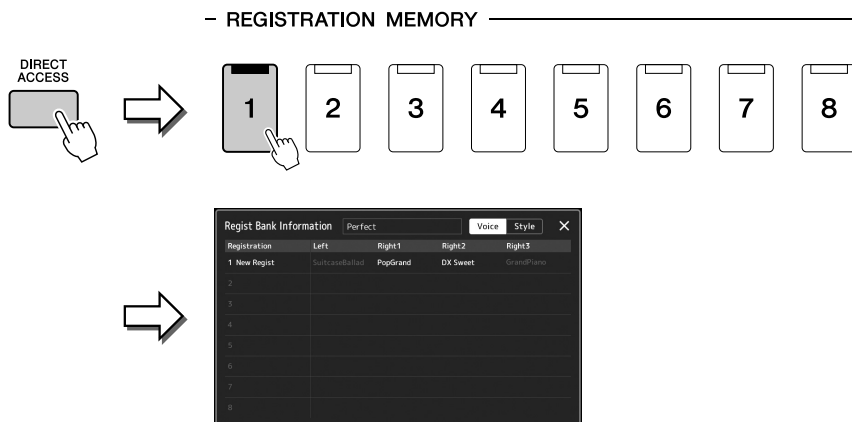 REGISTRATION MEMORY
DIRECT
ACCESS
1 2 3 4 5 6 7 8
Regist Bank Information Perfect Voice Style ×
Registration Left Right1 Right2 Right3
1 New Regist SuitcaseBallad PopGrand DX Sweet GrandPiano
2
3
4
5
6
7
8